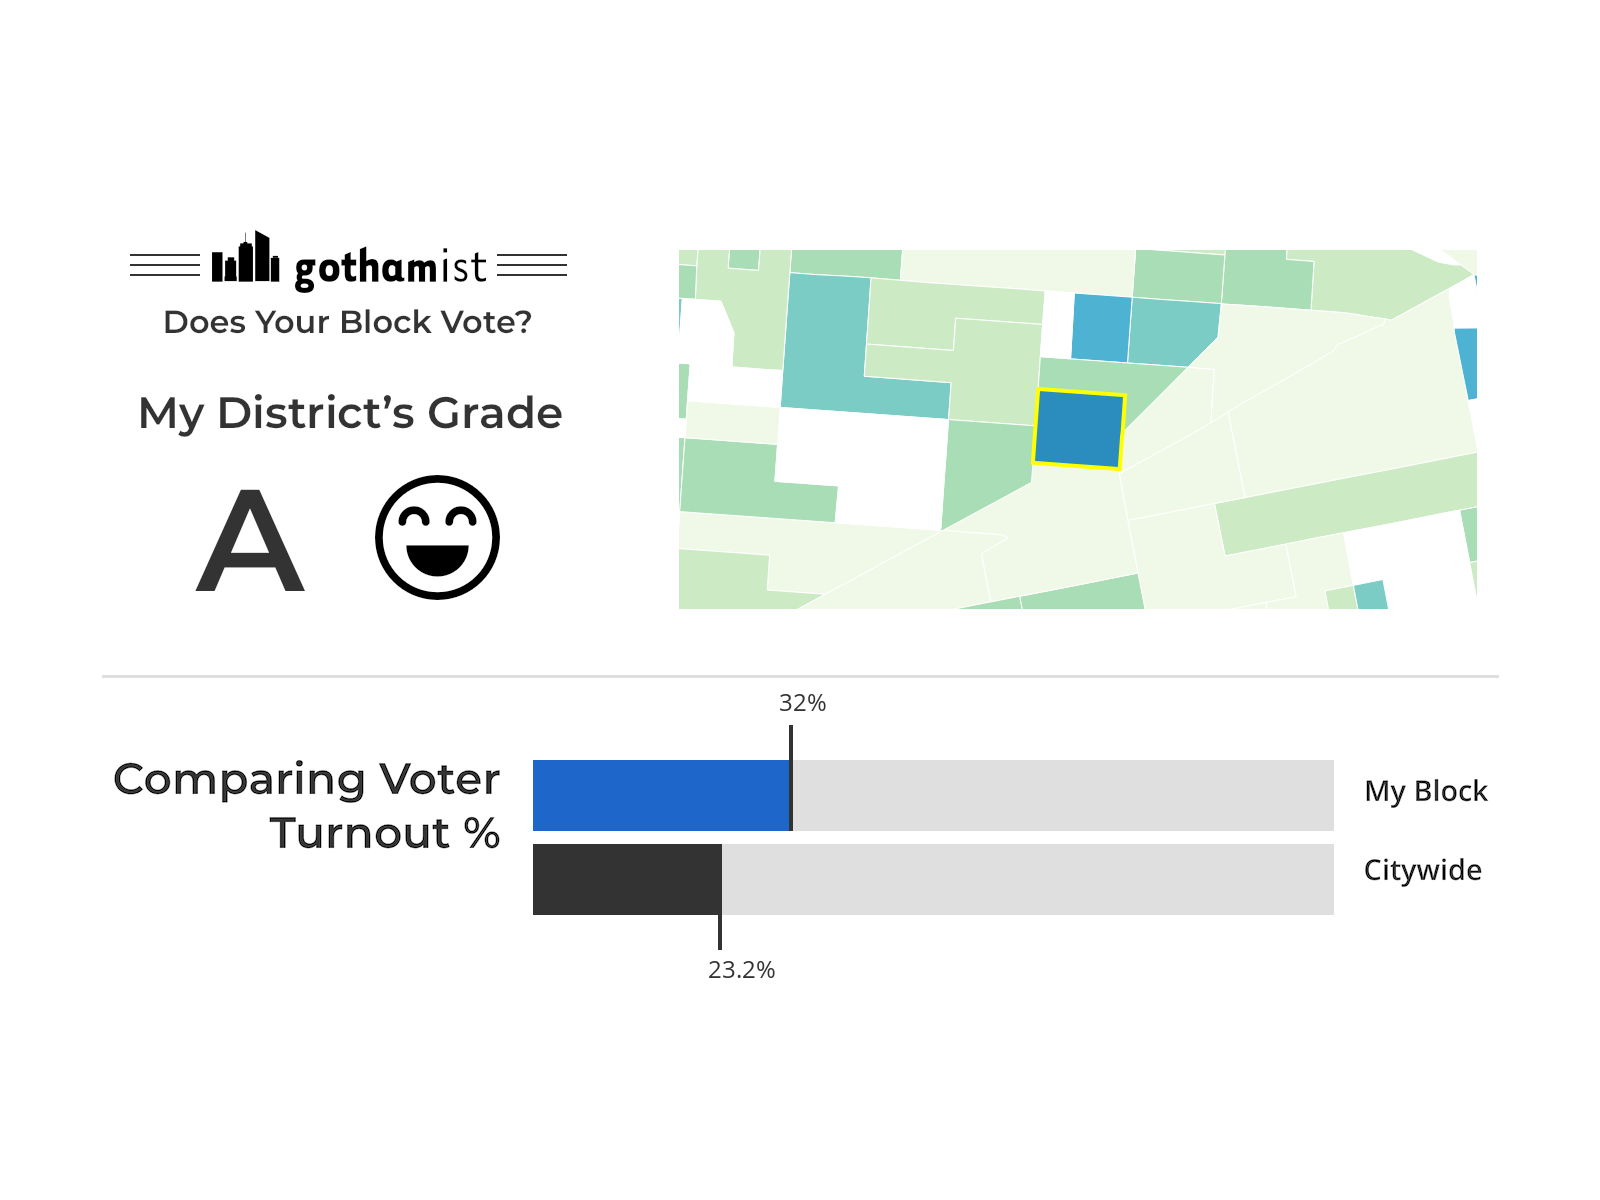 gothamist
Does Your Block Vote?
My District’s Grade
A
32%
Comparing Voter
Turnout %
My Block
Citywide
23.2%